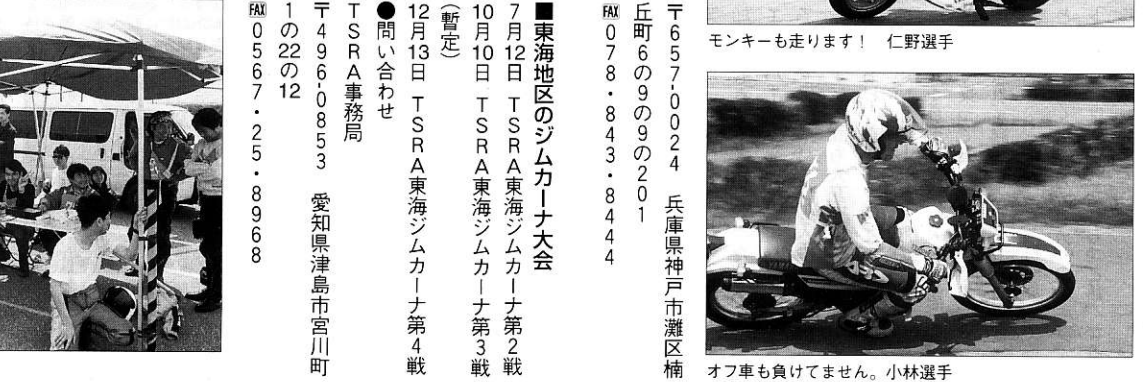 モンキーも走ります！　仁野選手
オフ車も負けてません。小林選手
〒657-0024　兵庫県神戸市灘区楠
丘町6の9の9の201
FAX 078・843・8444
■東海地区のジムカーナ大会
7月12日　TSRA東海ジムカーナ第2戦
10月10日　TSRA東海ジムカーナ第3戦
(暫定)
12月13日　TSRA東海ジムカーナ第4戦
●問い合わせ
TSRA事務局
〒496-0853　愛知県津島市宮川町
1の22の12
FAX 0567・25・8968